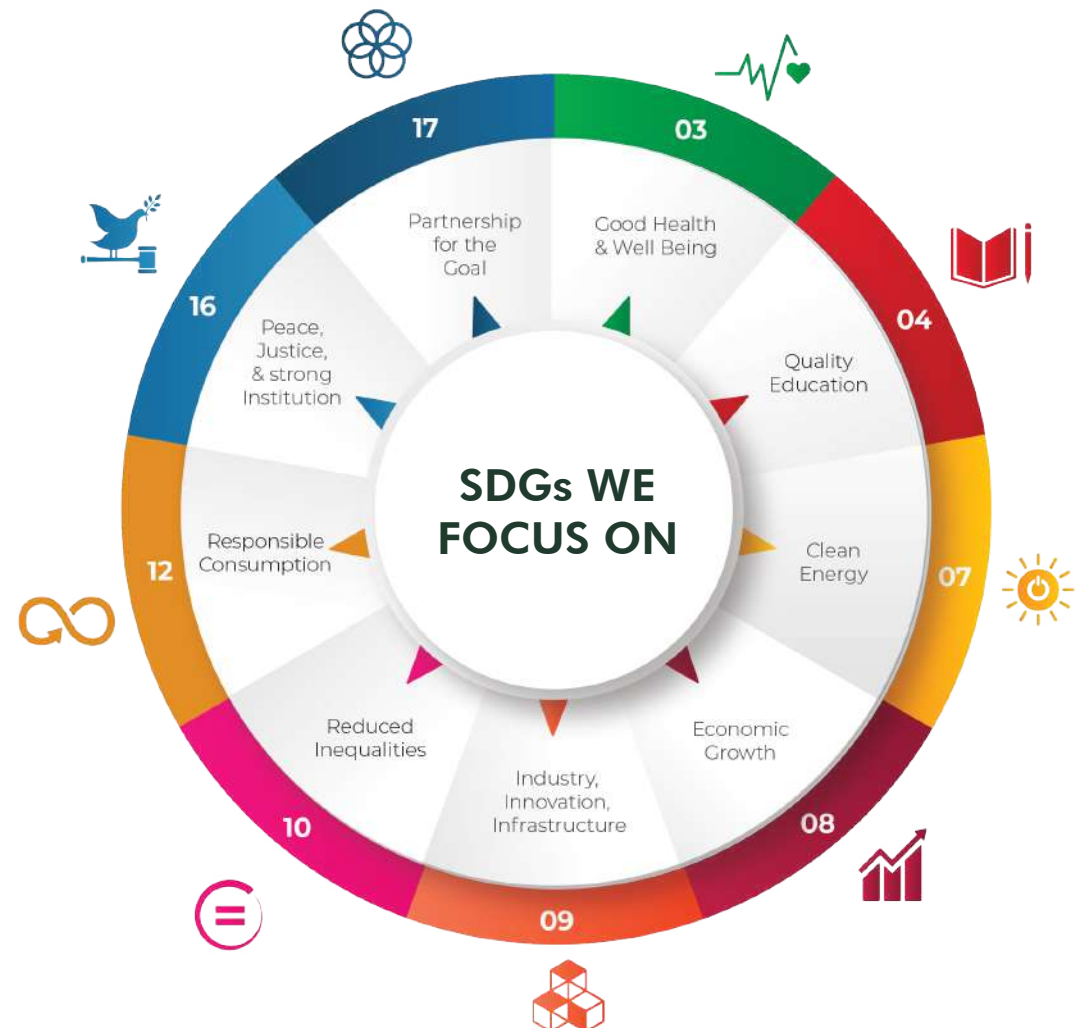 SDGs WE
FOCUS ON
03
Good Health
& Well Being
04
Quality
Education
07
Clean
Energy
08
Economic
Growth
09
Industry,
Innovation,
Infrastructure
10
Reduced
Inequalities
12
Responsible
Consumption
16
Peace,
Justice,
& strong
Institution
17
Partnership
for the
Goal